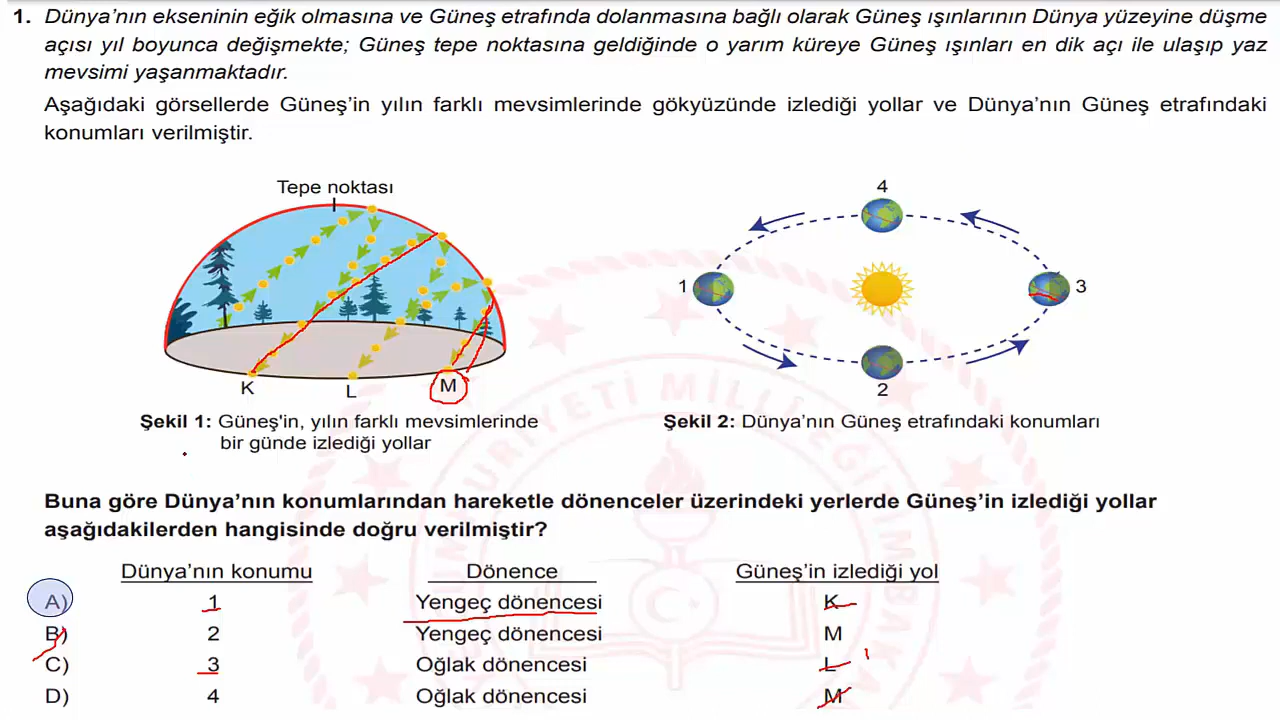 1. Dünya'nın ekseninin eğik olmasına ve Güneş etrafında dolanmasına bağlı olarak Güneş ışınlarının Dünya yüzeyine düşme
açısı yıl boyunca değişmekte; Güneş tepe noktasına geldiğinde o yarım küreye Güneş ışınları en dik açı ile ulaşıp yaz
mevsimi yaşanmaktadır.
Aşağıdaki görsellerde Güneş'in yılın farklı mevsimlerinde gökyüzünde izlediği yollar ve Dünya'nın Güneş etrafındaki
konumları verilmiştir.
Tepe noktası
K
L
M
Şekil 1: Güneş'in, yılın farklı mevsimlerinde
bir günde izlediği yollar
4
1
3
2
Şekil 2: Dünya'nın Güneş etrafındaki konumları
Buna göre Dünya'nın konumlarından hareketle dönenceler üzerindeki yerlerde Güneş'in izlediği yollar
aşağıdakilerden hangisinde doğru verilmiştir?
Dünya'nın konumu Dönence Güneş'in izlediği yol
A) 1 Yengeç dönencesi K
B) 2 Yengeç dönencesi M
C) 3 Oğlak dönencesi L
D) 4 Oğlak dönencesi M